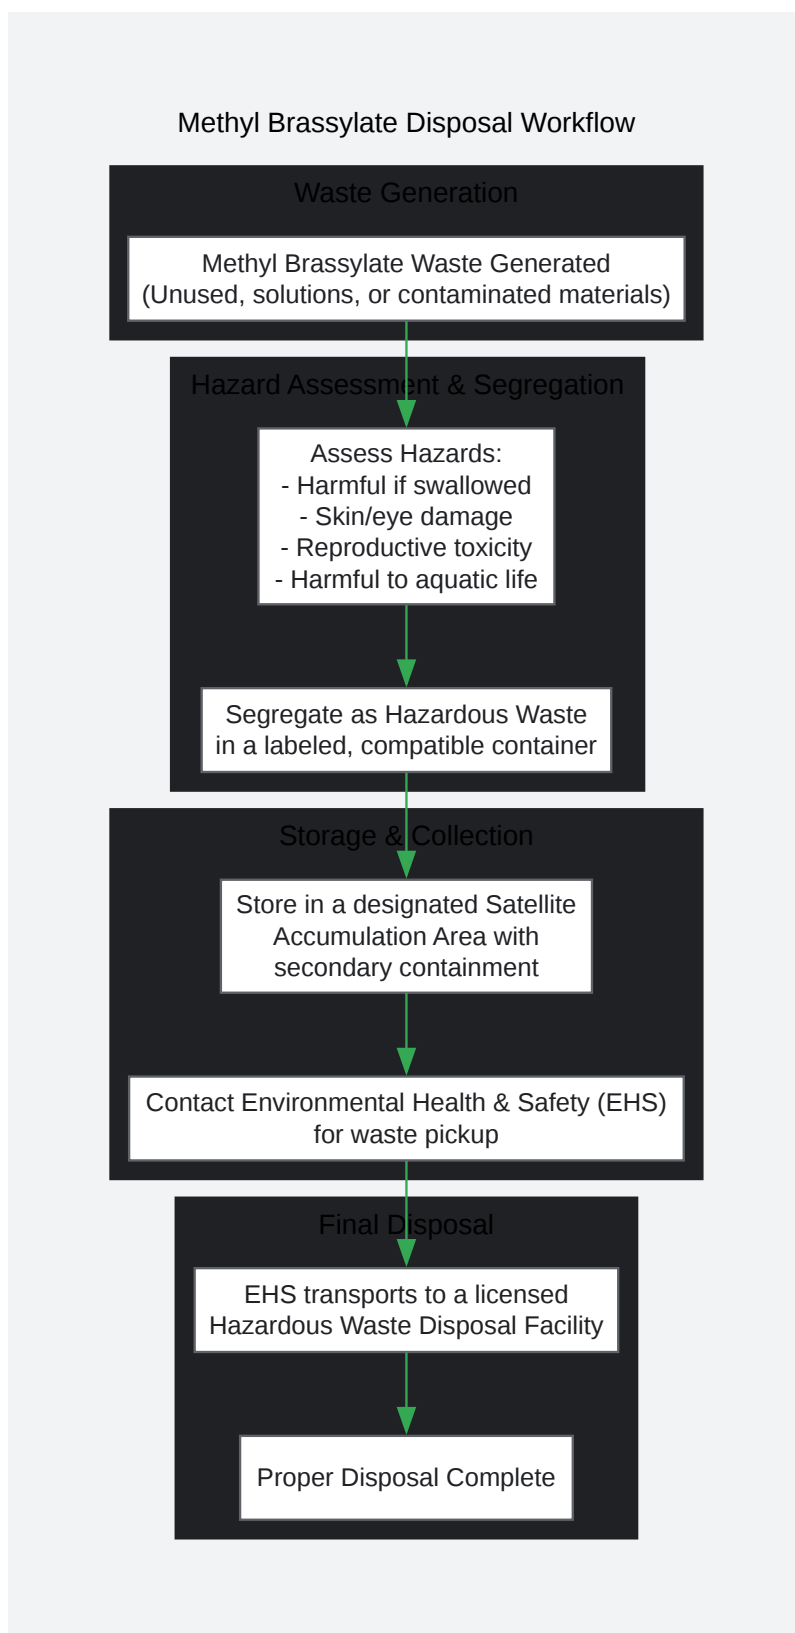 Methyl Brassylate Disposal Workflow
Waste Generation
Methyl Brassylate Waste Generated
(Unused, solutions, or contaminated materials)
Hazard Assessment & Segregation
Assess Hazards:
- Harmful if swallowed
- Skin/eye damage
- Reproductive toxicity
- Harmful to aquatic life
Segregate as Hazardous Waste
in a labeled, compatible container
Storage & Collection
Store in a designated Satellite
Accumulation Area with
secondary containment
Contact Environmental Health & Safety (EHS)
for waste pickup
Final Disposal
EHS transports to a licensed
Hazardous Waste Disposal Facility
Proper Disposal Complete